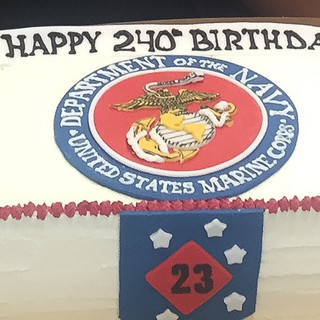 HAPPY 240th BIRTHDA
DEPARTMENT OF THE NAVY
UNITED STATES MARINE CORPS
23